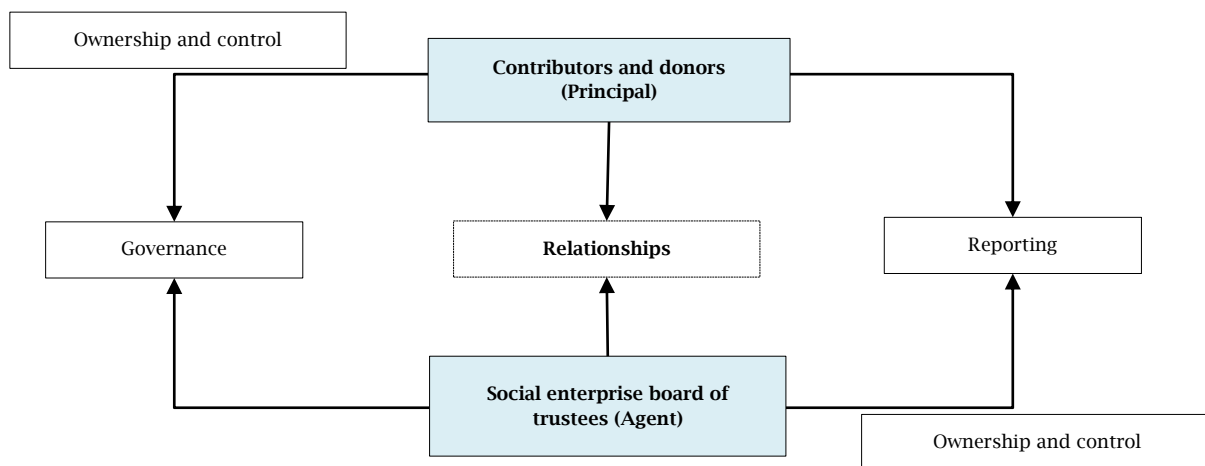 Ownership and control
Contributors and donors
(Principal)
Governance
Relationships
Reporting
Social enterprise board of
trustees (Agent)
Ownership and control